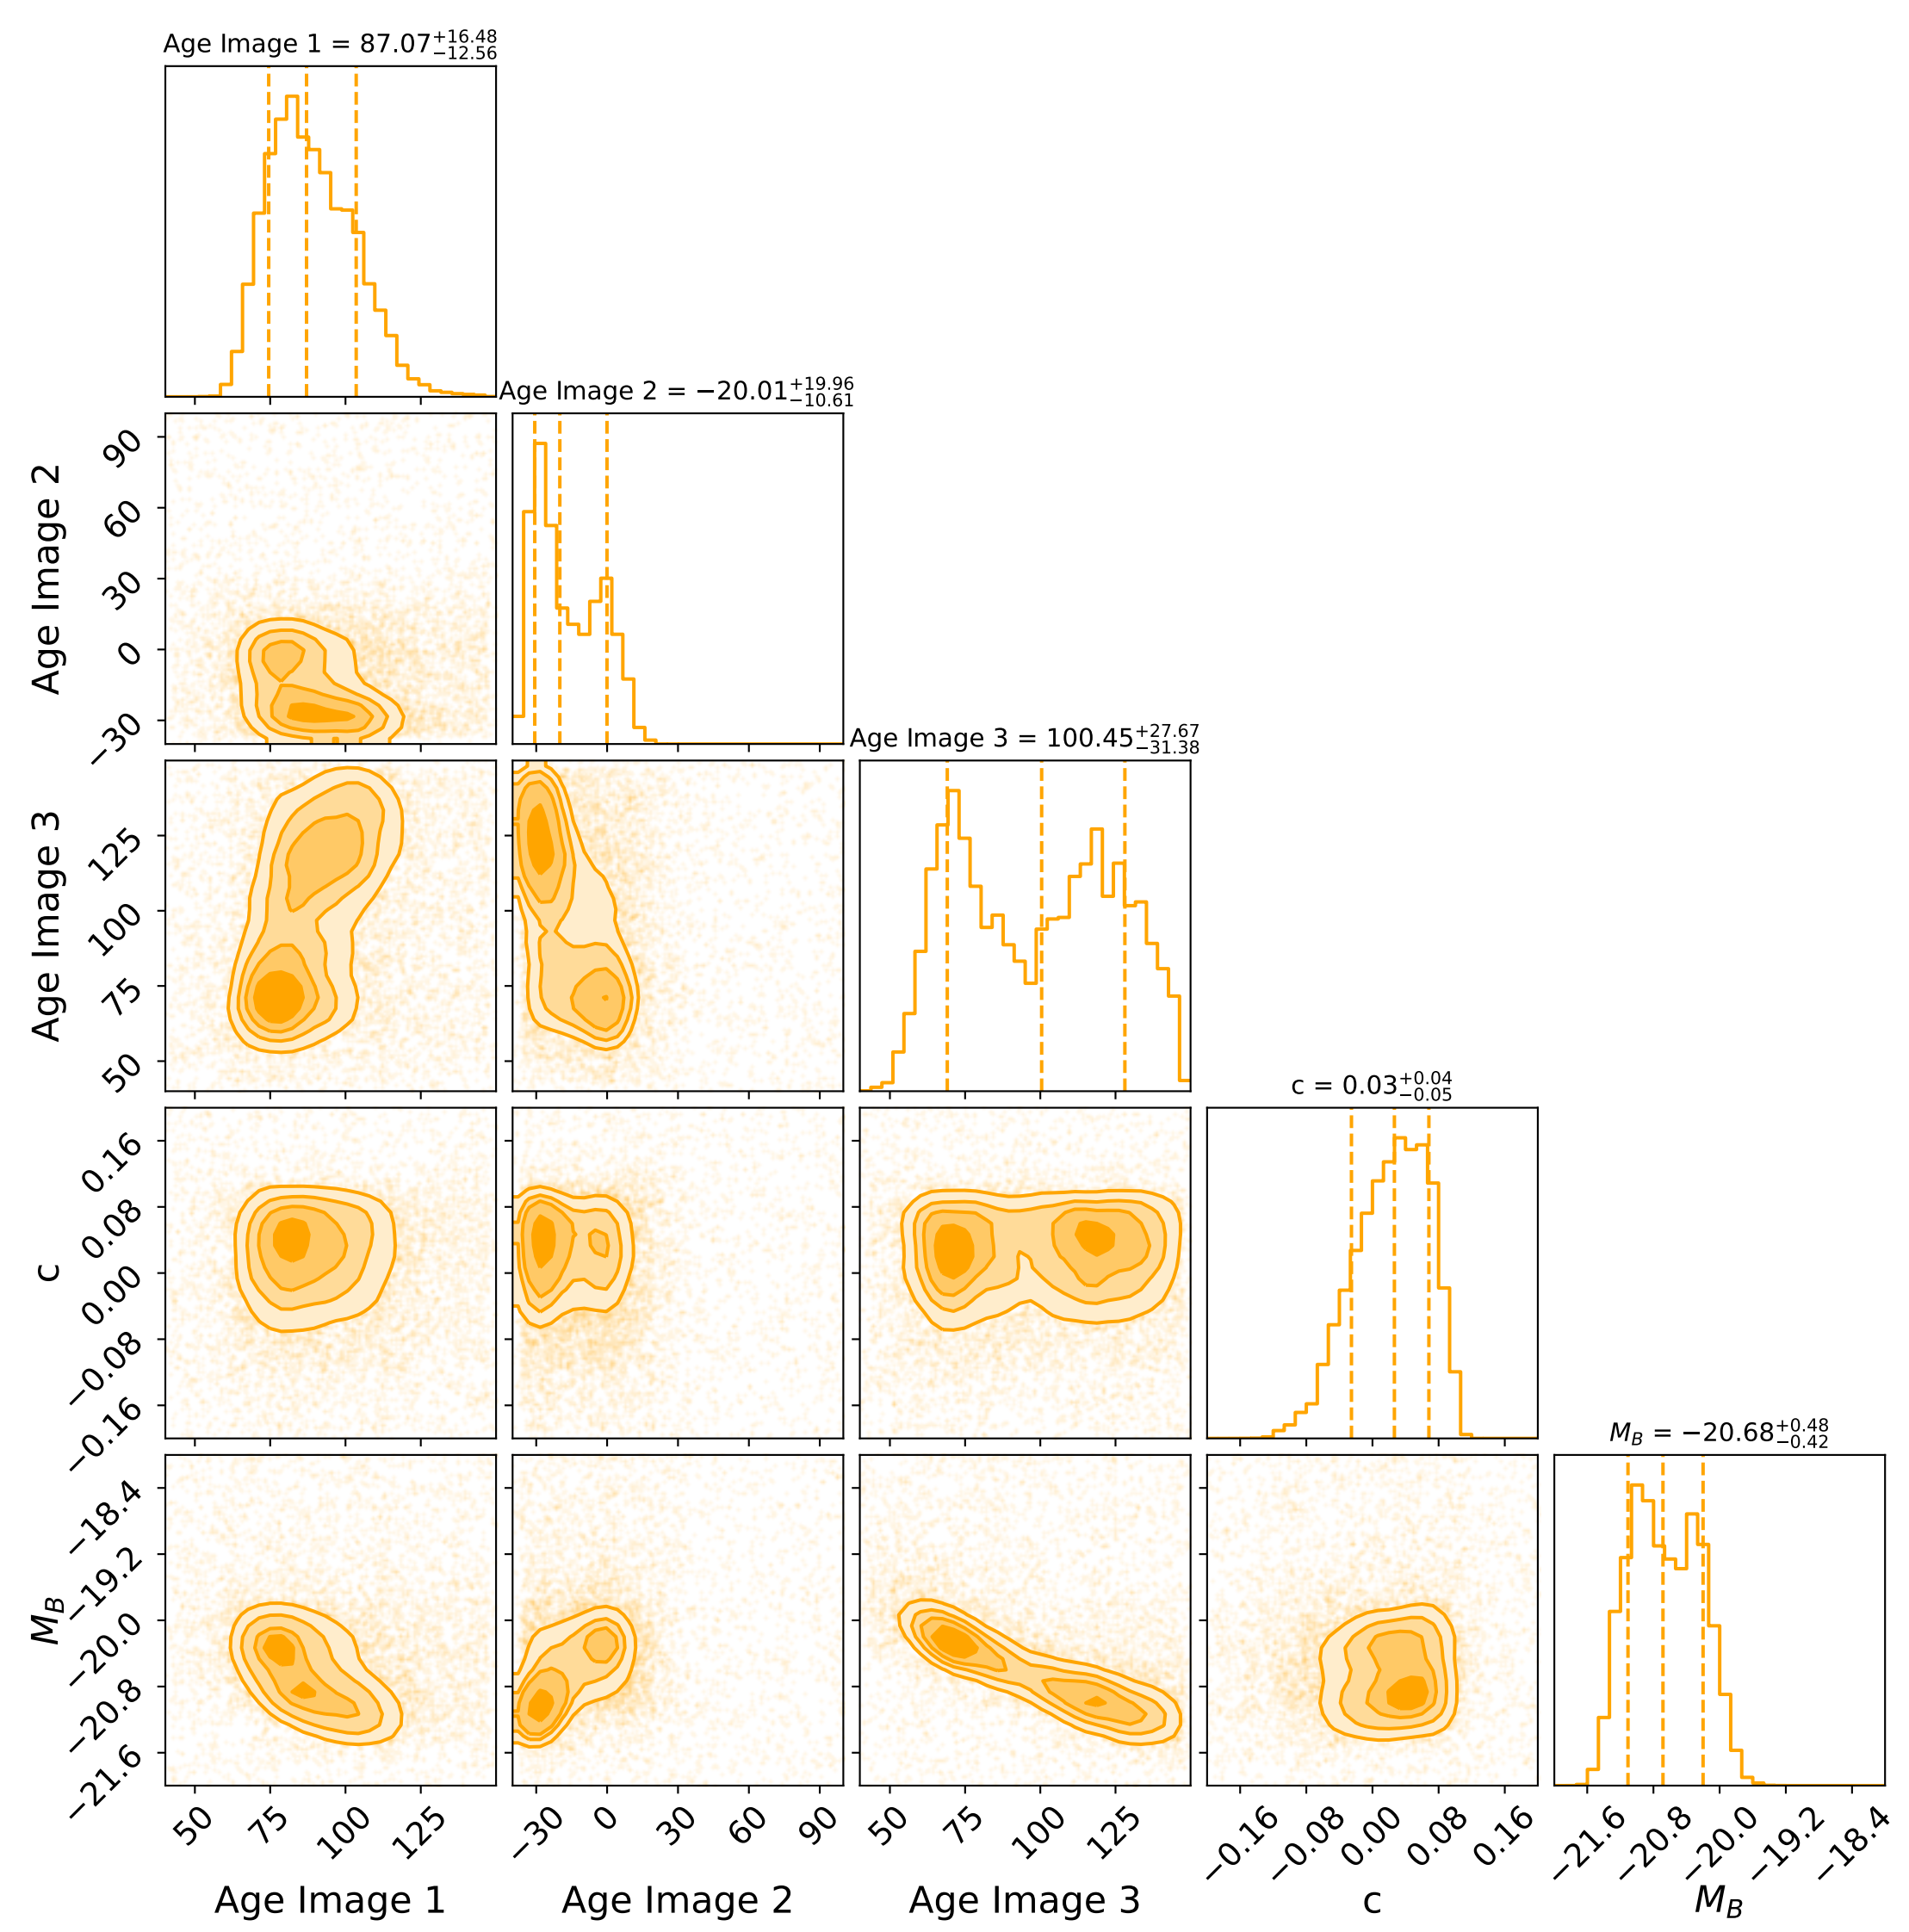 Age Image 1 = 87.07 +16.48 −12.56
Age Image 2 = −20.01 +19.96 −10.61
Age Image 3 = 100.45 +27.67 −31.38
c = 0.03 +0.04 −0.05
M_B = −20.68 +0.48 −0.42
Age Image 2
90
60
30
0
−30
Age Image 3
125
100
75
50
c
0.16
0.08
0.00
−0.08
−0.16
M_B
−18.4
−19.2
−20.0
−20.8
−21.6
50 75 100 125
−30 0 30 60 90
50 75 100 125
−0.16 −0.08 0.00 0.08 0.16
−21.6 −20.8 −20.0 −19.2 −18.4
Age Image 1
Age Image 2
Age Image 3
c
M_B